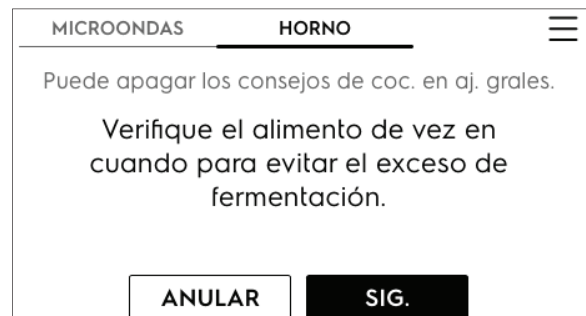 MICROONDAS HORNO
Puede apagar los consejos de coc. en aj. grales.
Verifique el alimento de vez en
cuando para evitar el exceso de
fermentación.
ANULAR SIG.